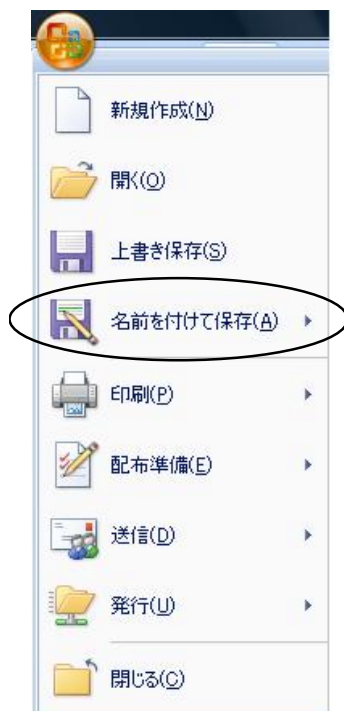 新規作成(N)
開く(O)
上書き保存(S)
名前を付けて保存(A)
印刷(P)
配布準備(E)
送信(D)
発行(U)
閉じる(C)